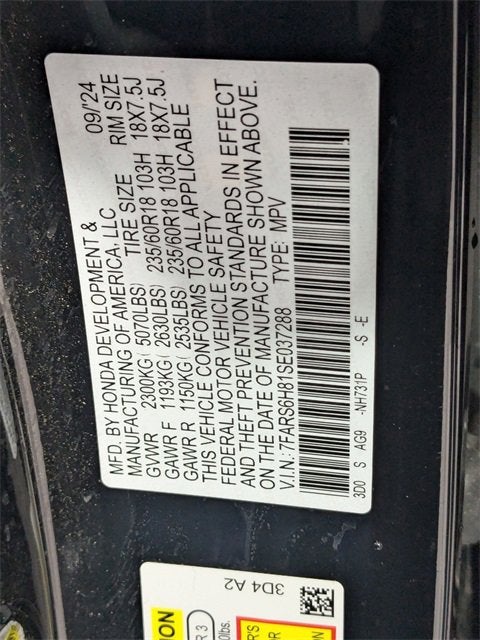 MFD. BY HONDA DEVELOPMENT & 09/'24
MANUFACTURING OF AMERICA, LLC
TIRE SIZE RIM SIZE
GVWR 2300KG( 5070LBS)
GAWR F 1193KG( 2630LBS) 235/60R18 103H 18X7.5J
GAWR R 1150KG( 2535LBS) 235/60R18 103H 18X7.5J
THIS VEHICLE CONFORMS TO ALL APPLICABLE
FEDERAL MOTOR VEHICLE SAFETY
AND THEFT PREVENTION STANDARDS IN EFFECT
ON THE DATE OF MANUFACTURE SHOWN ABOVE.
V.I.N.:7FARS6H81SE037288 TYPE: MPV
3D0 S AG9 -NH731P -S -E
3D4 A2